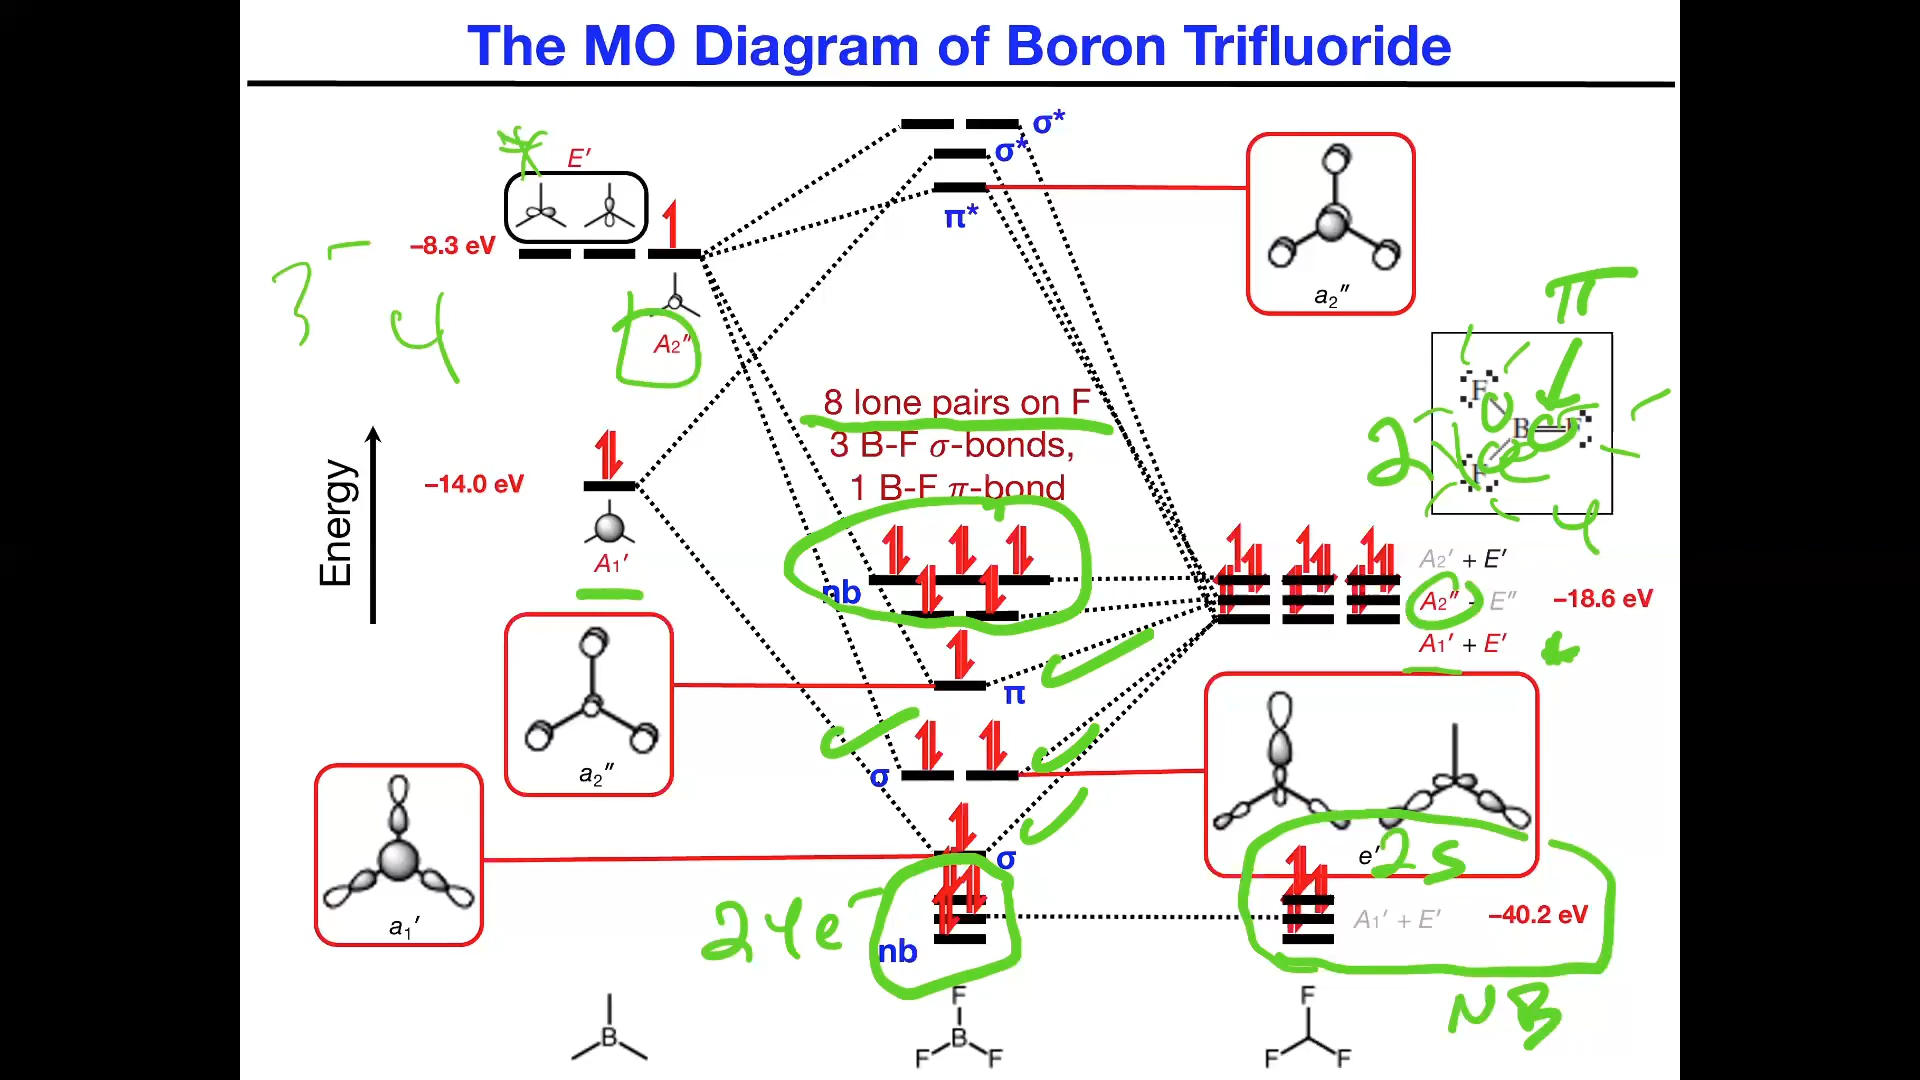 The MO Diagram of Boron Trifluoride
σ*
σ*
π*
E′
−8.3 eV
3
4
A₂″
a₂″
π
8 lone pairs on F
3 B-F σ-bonds,
1 B-F π-bond
F
B
F
2
4
Energy
−14.0 eV
A₁′
nb
A₂′ + E′
A₂″ + E″
−18.6 eV
A₁′ + E′
π
a₂″
σ
e′
2s
σ
a₁′
24e⁻
nb
A₁′ + E′
−40.2 eV
NB
B
F
B
F F
F
F F